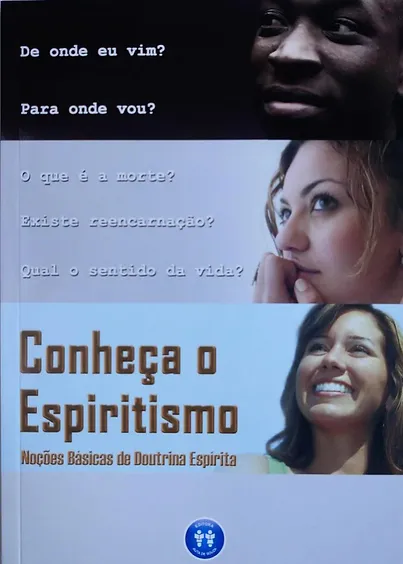 De onde eu vim?
Para onde vou?
O que é a morte?
Existe reencarnação?
Qual o sentido da vida?
Conheça o
Espiritismo
Noções Básicas de Doutrina Espírita
EDITORA